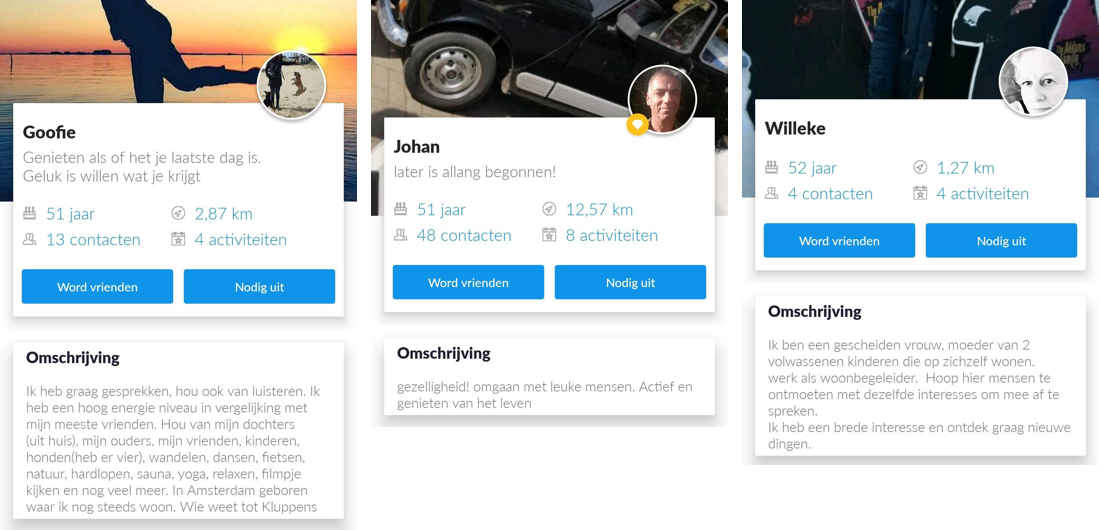 Goofie
Genieten als of het je laatste dag is.
Geluk is willen wat je krijgt
51 jaar
2,87 km
13 contacten
4 activiteiten
Word vrienden
Nodig uit
Omschrijving
Ik heb graag gesprekken, hou ook van luisteren. Ik
heb een hoog energie niveau in vergelijking met
mijn meeste vrienden. Hou van mijn dochters
(uit huis), mijn ouders, mijn vrienden, kinderen,
honden(heb er vier), wandelen, dansen, fietsen,
natuur, hardlopen, sauna, yoga, relaxen, filmpje
kijken en nog veel meer. In Amsterdam geboren
waar ik nog steeds woon. Wie weet tot Kluppens
Johan
later is allang begonnen!
51 jaar
12,57 km
48 contacten
8 activiteiten
Word vrienden
Nodig uit
Omschrijving
gezelligheid! omgaan met leuke mensen. Actief en
genieten van het leven
Willeke
52 jaar
1,27 km
4 contacten
4 activiteiten
Word vrienden
Nodig uit
Omschrijving
Ik ben een gescheiden vrouw, moeder van 2
volwassenen kinderen die op zichzelf wonen.
werk als woonbegeleider. Hoop hier mensen te
ontmoeten met dezelfde interesses om mee af te
spreken.
Ik heb een brede interesse en ontdek graag nieuwe
dingen.